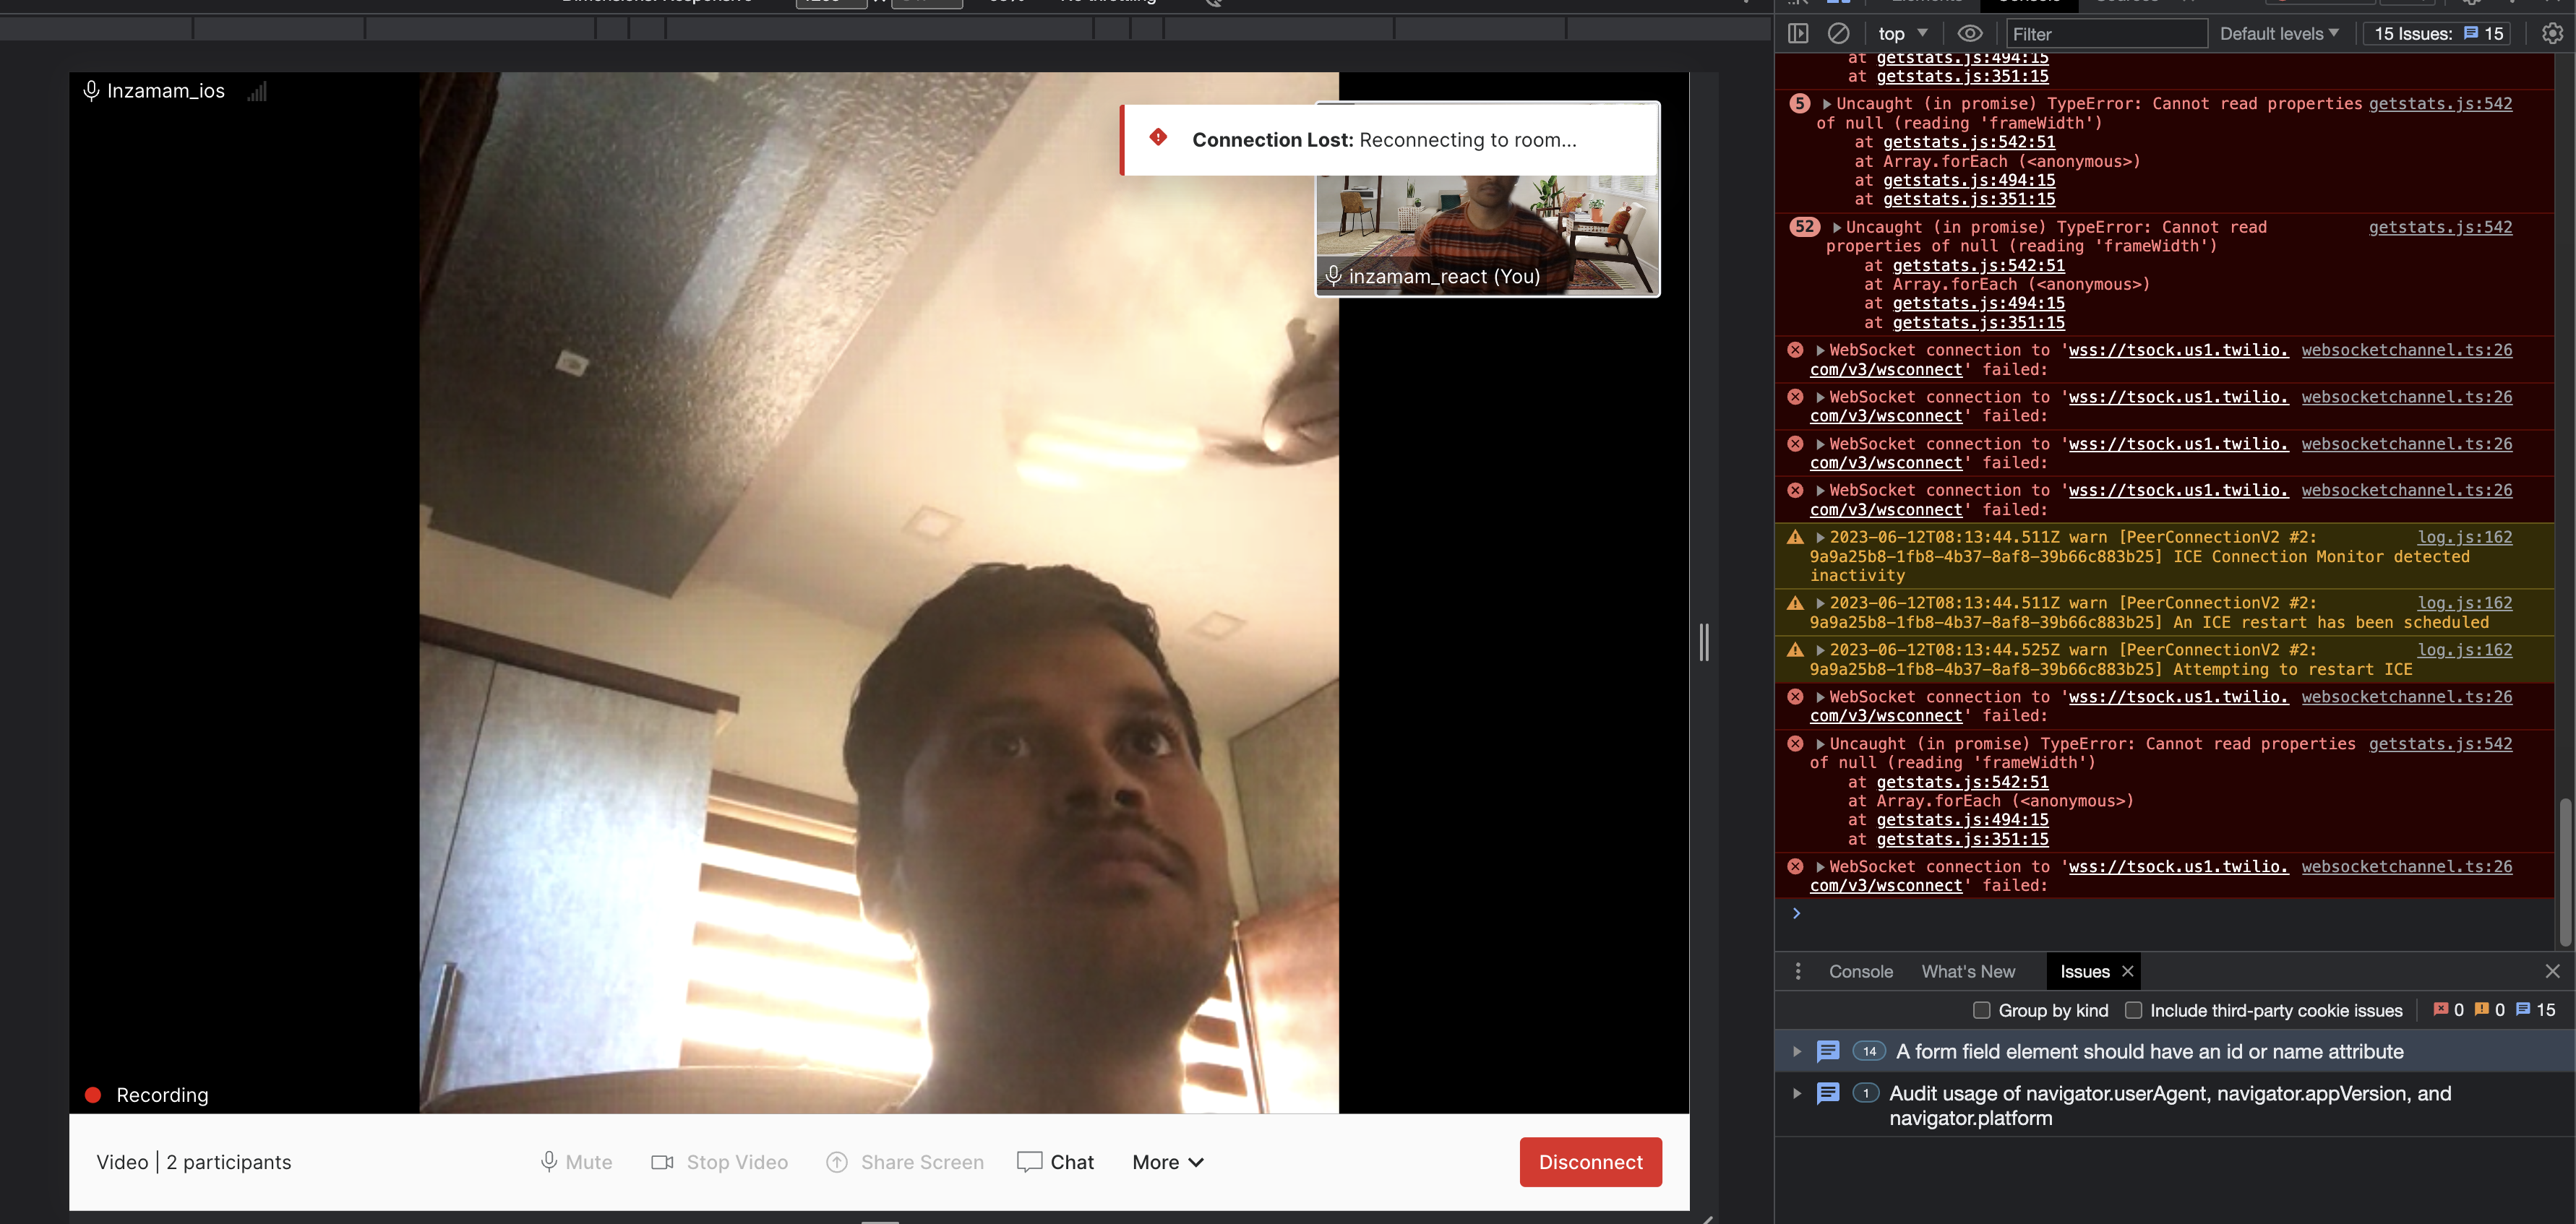 Inzamam_ios
Connection Lost: Reconnecting to room...
inzamam_react (You)
Recording
Video | 2 participants
Mute
Stop Video
Share Screen
Chat
More
Disconnect
top
Filter
Default levels
15 Issues: 15
at getstats.js:494:15
at getstats.js:351:15
5 Uncaught (in promise) TypeError: Cannot read properties getstats.js:542
of null (reading 'frameWidth')
at getstats.js:542:51
at Array.forEach (<anonymous>)
at getstats.js:494:15
at getstats.js:351:15
52 Uncaught (in promise) TypeError: Cannot read getstats.js:542
properties of null (reading 'frameWidth')
at getstats.js:542:51
at Array.forEach (<anonymous>)
at getstats.js:494:15
at getstats.js:351:15
WebSocket connection to 'wss://tsock.us1.twilio. websocketchannel.ts:26
com/v3/wsconnect' failed:
WebSocket connection to 'wss://tsock.us1.twilio. websocketchannel.ts:26
com/v3/wsconnect' failed:
WebSocket connection to 'wss://tsock.us1.twilio. websocketchannel.ts:26
com/v3/wsconnect' failed:
WebSocket connection to 'wss://tsock.us1.twilio. websocketchannel.ts:26
com/v3/wsconnect' failed:
2023-06-12T08:13:44.511Z warn [PeerConnectionV2 #2: log.js:162
9a9a25b8-1fb8-4b37-8af8-39b66c883b25] ICE Connection Monitor detected
inactivity
2023-06-12T08:13:44.511Z warn [PeerConnectionV2 #2: log.js:162
9a9a25b8-1fb8-4b37-8af8-39b66c883b25] An ICE restart has been scheduled
2023-06-12T08:13:44.525Z warn [PeerConnectionV2 #2: log.js:162
9a9a25b8-1fb8-4b37-8af8-39b66c883b25] Attempting to restart ICE
WebSocket connection to 'wss://tsock.us1.twilio. websocketchannel.ts:26
com/v3/wsconnect' failed:
Uncaught (in promise) TypeError: Cannot read properties getstats.js:542
of null (reading 'frameWidth')
at getstats.js:542:51
at Array.forEach (<anonymous>)
at getstats.js:494:15
at getstats.js:351:15
WebSocket connection to 'wss://tsock.us1.twilio. websocketchannel.ts:26
com/v3/wsconnect' failed:
Console What's New Issues
Group by kind Include third-party cookie issues 0 0 15
14 A form field element should have an id or name attribute
1 Audit usage of navigator.userAgent, navigator.appVersion, and
navigator.platform